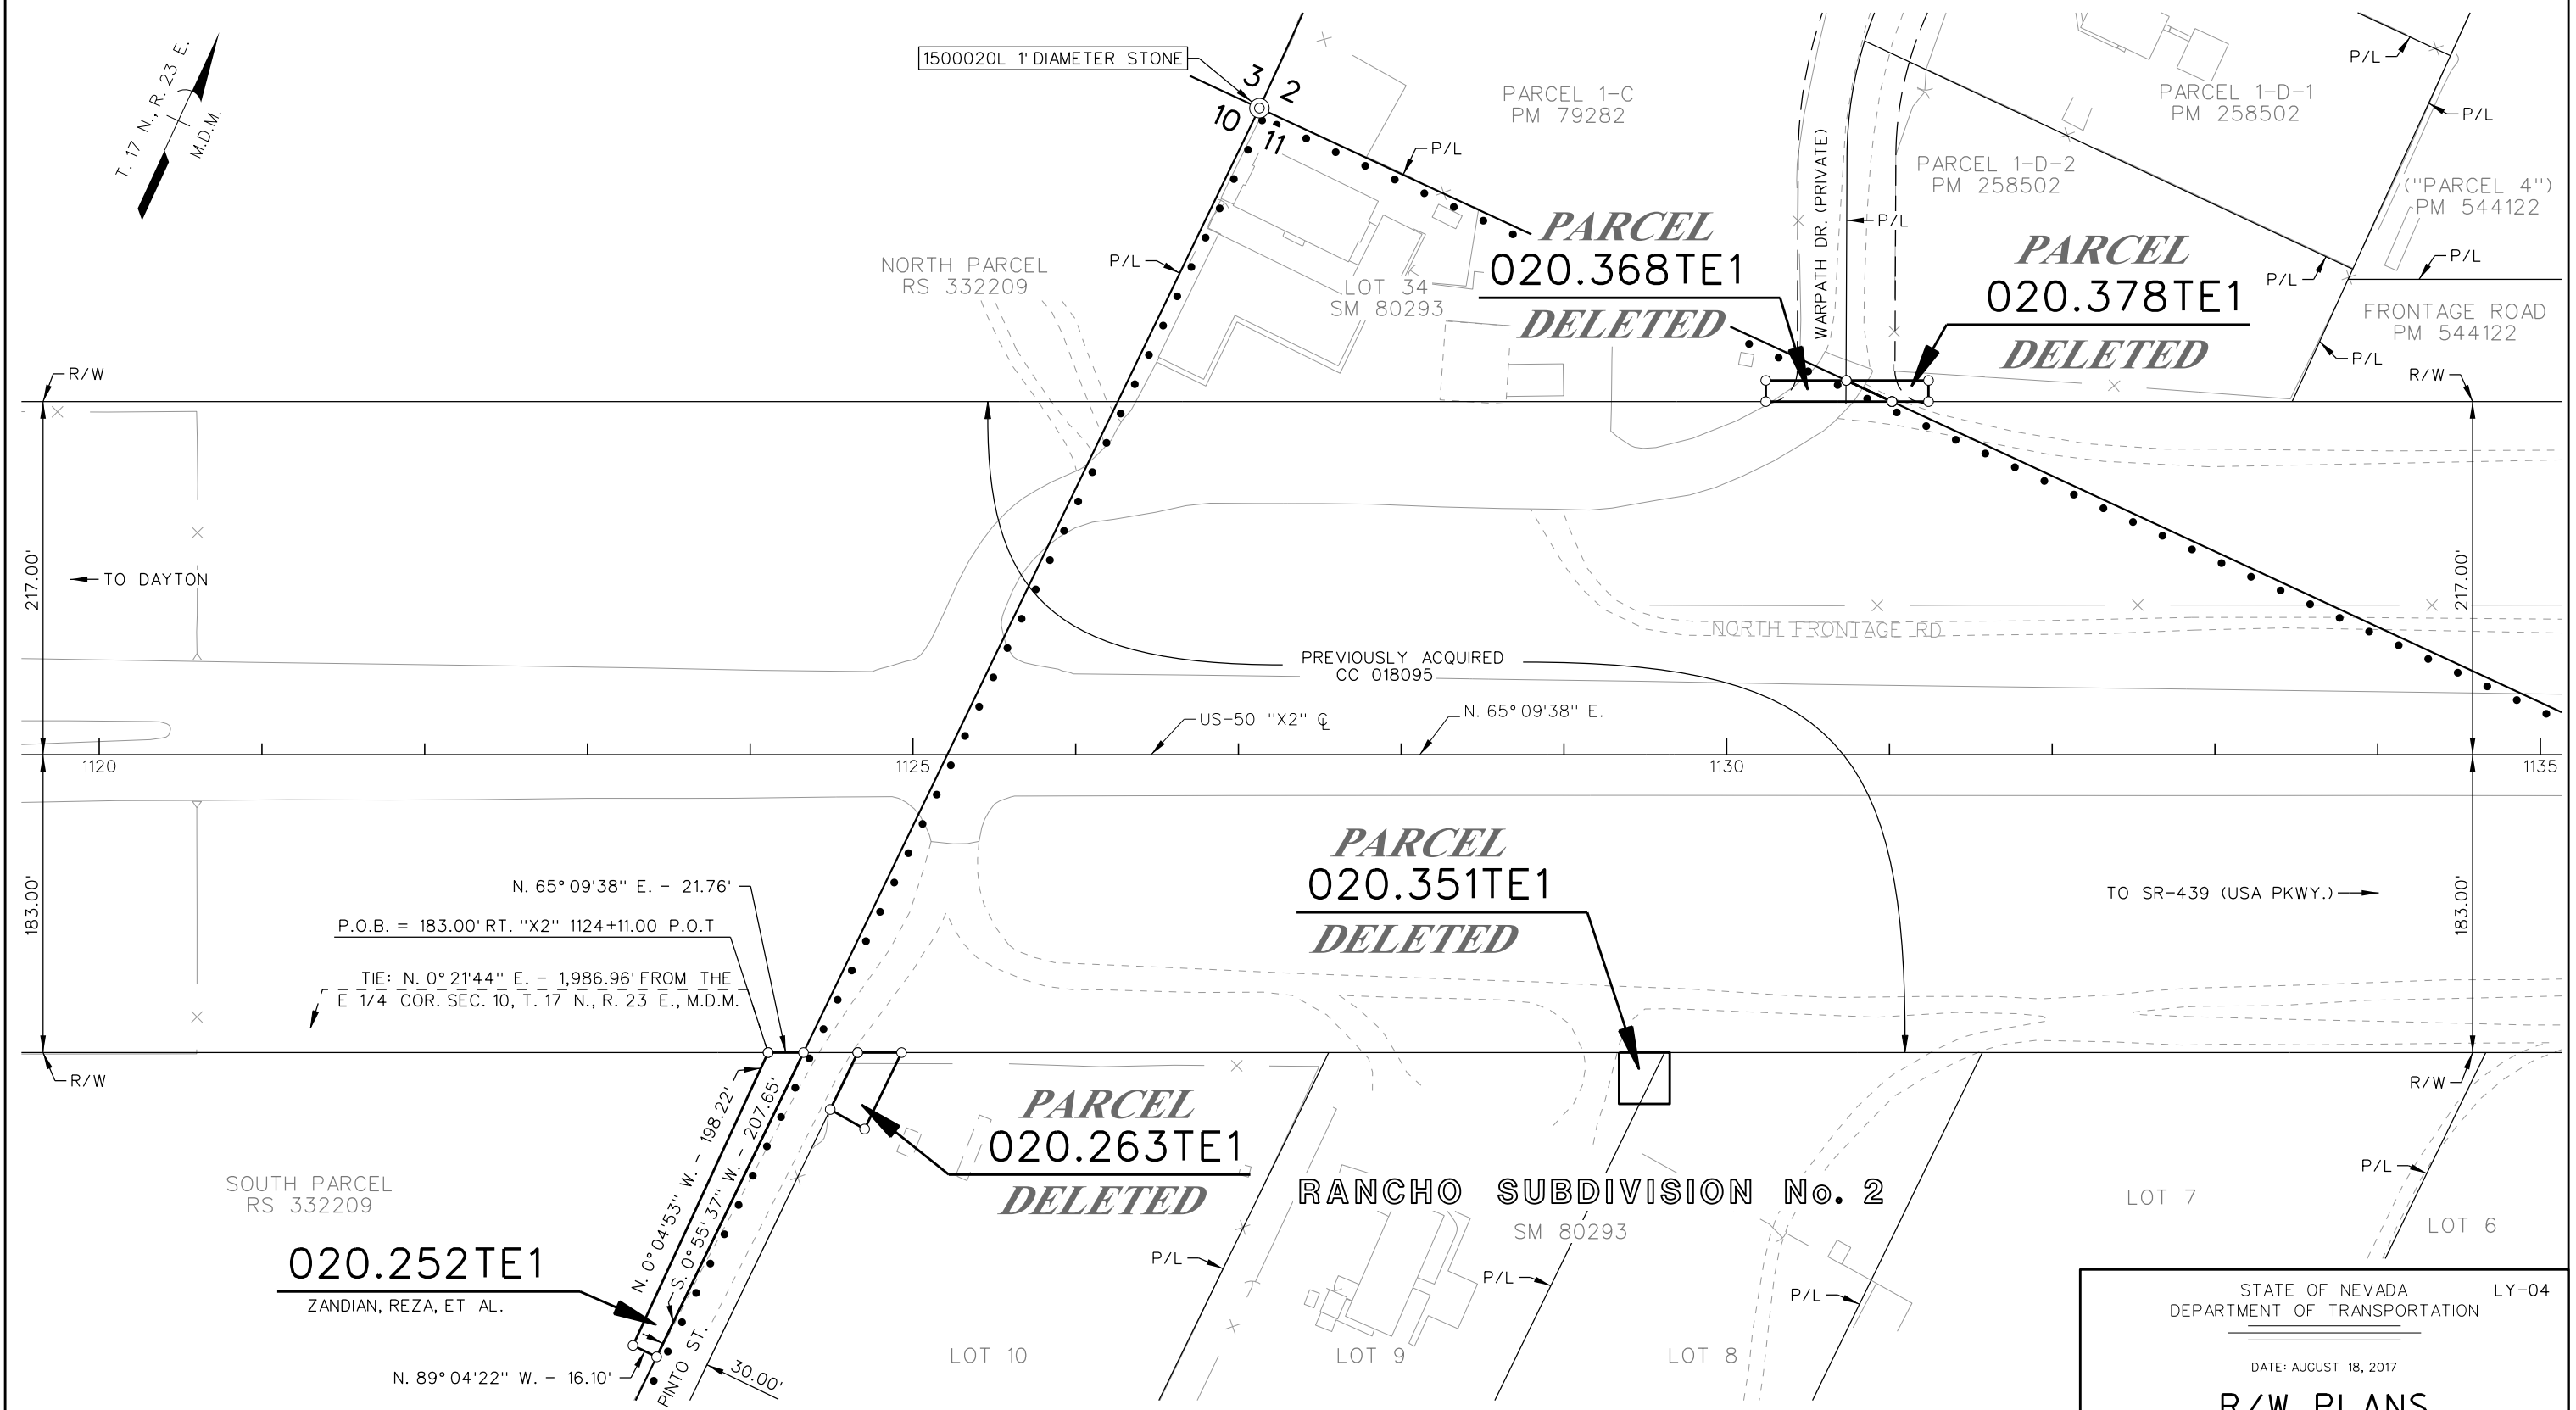 T. 17 N., R. 23 E.
M.D.M.
1500020L 1' DIAMETER STONE
3
2
10
11
P/L
PARCEL 1-C
PM 79282
WARPATH DR. (PRIVATE)
P/L
PARCEL 1-D-2
PM 258502
PARCEL 1-D-1
PM 258502
P/L
P/L
("PARCEL 4")
PM 544122
P/L
P/L
FRONTAGE ROAD
PM 544122
P/L
NORTH PARCEL
RS 332209
P/L
LOT 34
SM 80293
PARCEL
020.368TE1
DELETED
PARCEL
020.378TE1
DELETED
R/W
R/W
217.00'
217.00'
TO DAYTON
NORTH FRONTAGE RD
PREVIOUSLY ACQUIRED
CC 018095
US-50 "X2" ℄
N. 65°09'38" E.
1120
1125
1130
1135
183.00'
183.00'
N. 65°09'38" E. - 21.76'
P.O.B. = 183.00' RT. "X2" 1124+11.00 P.O.T
TIE: N. 0°21'44" E. - 1,986.96' FROM THE
E 1/4 COR. SEC. 10, T. 17 N., R. 23 E., M.D.M.
PARCEL
020.351TE1
DELETED
TO SR-439 (USA PKWY.)
R/W
R/W
N. 0°04'53" W. - 198.22'
S. 0°55'37" W. - 207.65'
PARCEL
020.263TE1
DELETED
SOUTH PARCEL
RS 332209
020.252TE1
ZANDIAN, REZA, ET AL.
N. 89°04'22" W. - 16.10'
PINTO ST.
30.00'
RANCHO SUBDIVISION No. 2
SM 80293
P/L
P/L
P/L
P/L
LOT 10
LOT 9
LOT 8
LOT 7
LOT 6
STATE OF NEVADA
LY-04
DEPARTMENT OF TRANSPORTATION
DATE: AUGUST 18, 2017
R/W PLANS